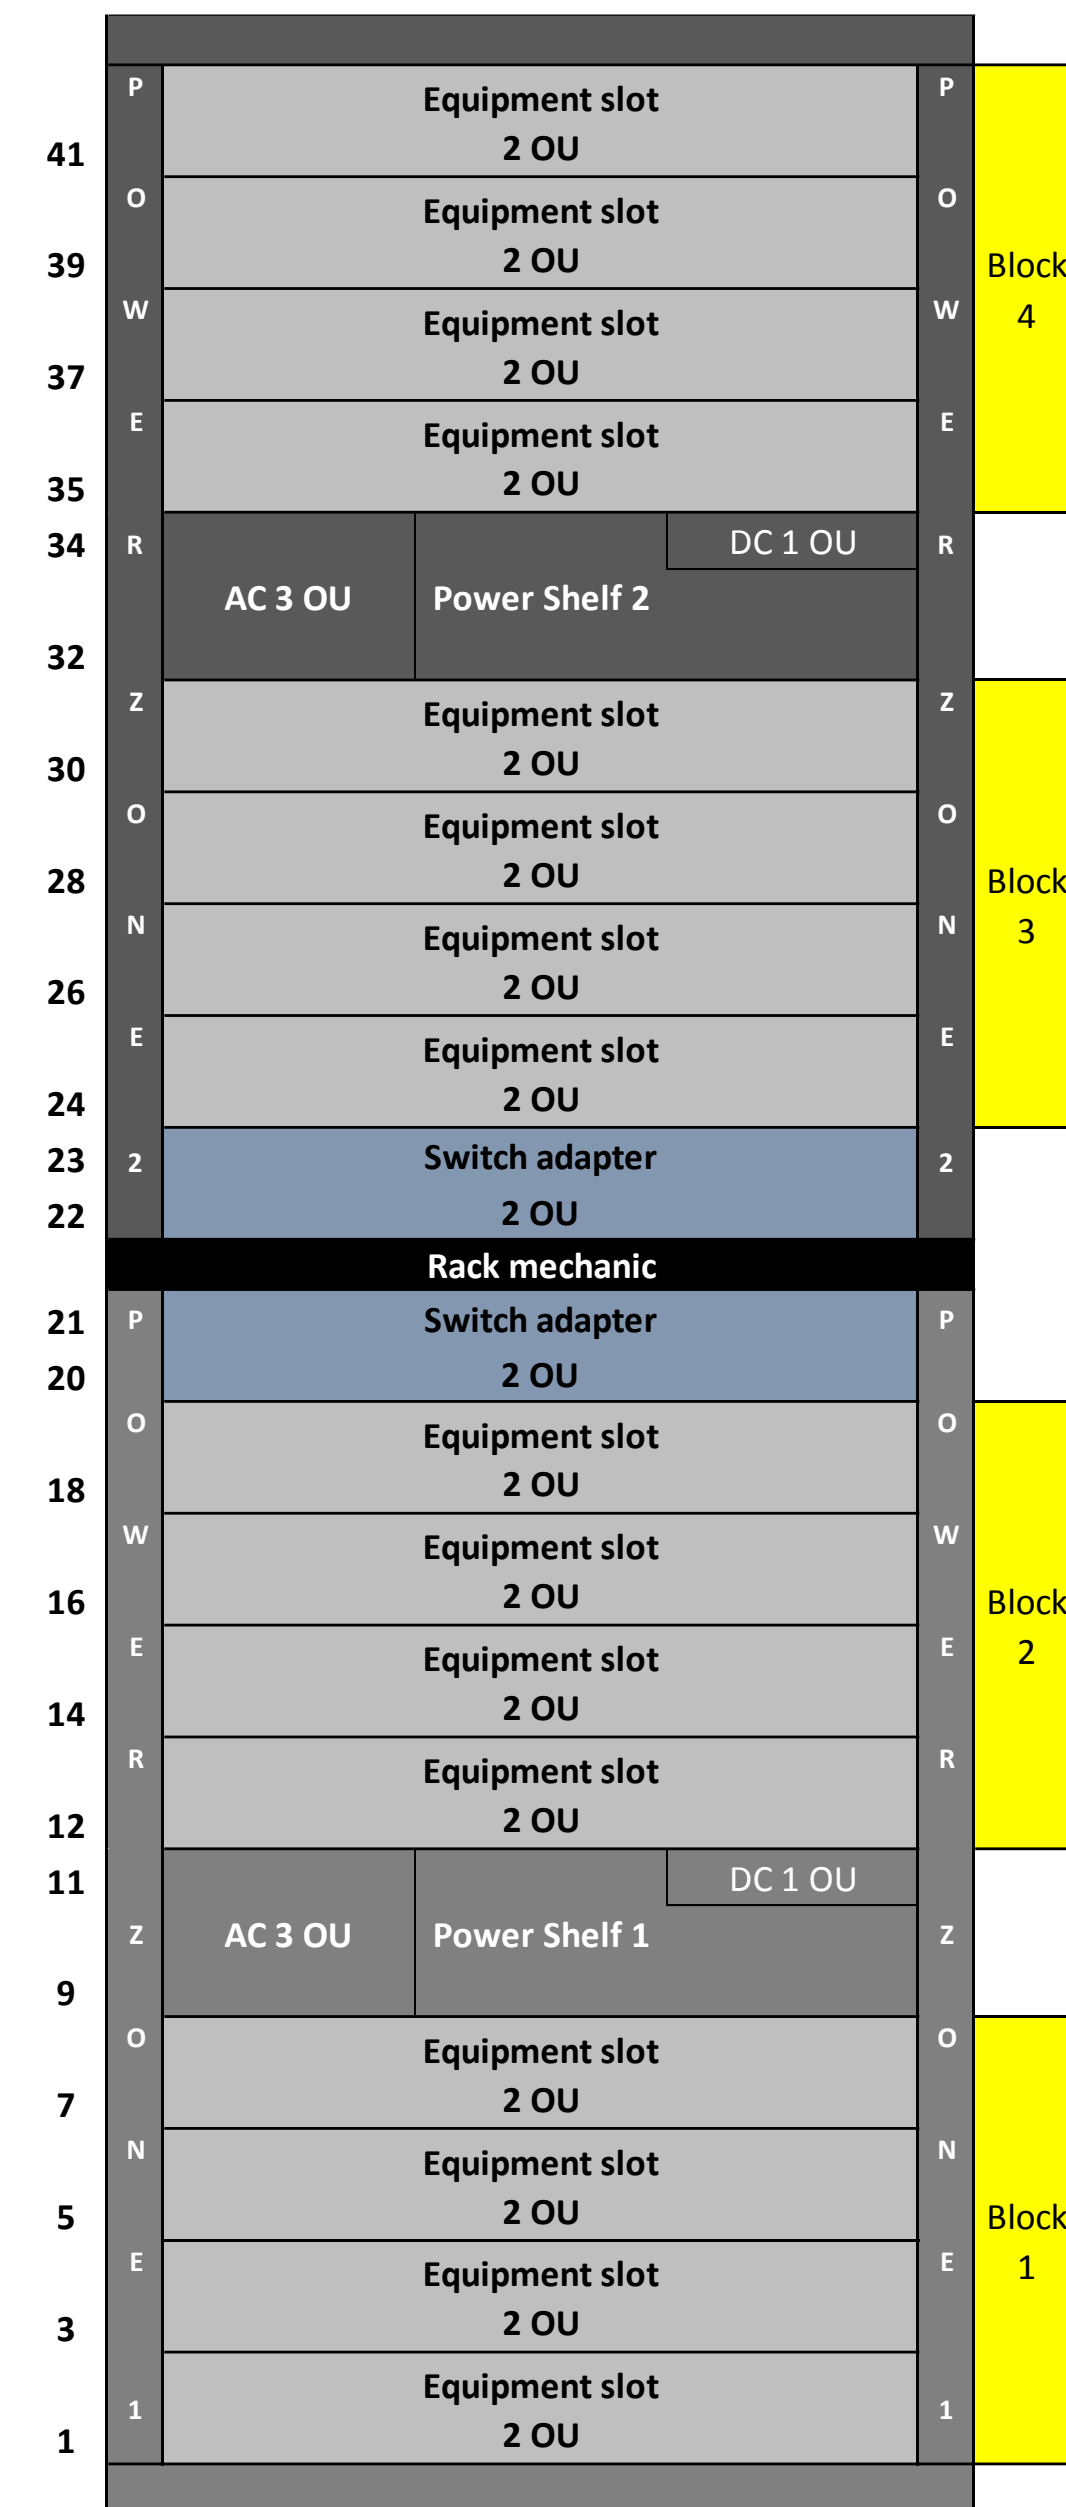 P
Equipment slot
P
41
2 OU
O
Equipment slot
O
39
2 OU
Block
W
Equipment slot
W
4
37
2 OU
E
Equipment slot
E
35
2 OU
34
R
DC 1 OU
R
AC 3 OU
Power Shelf 2
32
Z
Equipment slot
Z
30
2 OU
O
Equipment slot
O
28
2 OU
Block
N
Equipment slot
N
3
26
2 OU
E
Equipment slot
E
24
2 OU
23
2
Switch adapter
2
22
2 OU
Rack mechanic
21
P
Switch adapter
P
20
2 OU
O
Equipment slot
O
18
2 OU
W
Equipment slot
W
16
2 OU
Block
E
Equipment slot
E
2
14
2 OU
R
Equipment slot
R
12
2 OU
11
DC 1 OU
Z
AC 3 OU
Power Shelf 1
Z
9
O
Equipment slot
O
7
2 OU
N
Equipment slot
N
5
2 OU
Block
E
Equipment slot
E
1
3
2 OU
1
Equipment slot
1
1
2 OU